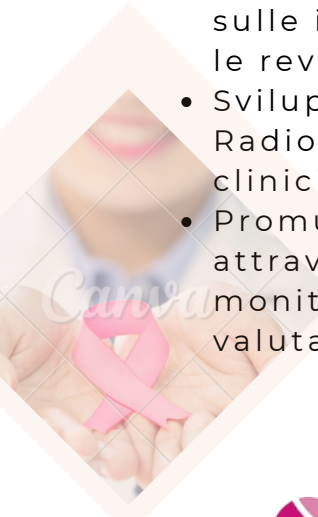 sulle i
le rev
• Svilup
Radio
clinic
• Promu
attrav
monit
valuta
Canva